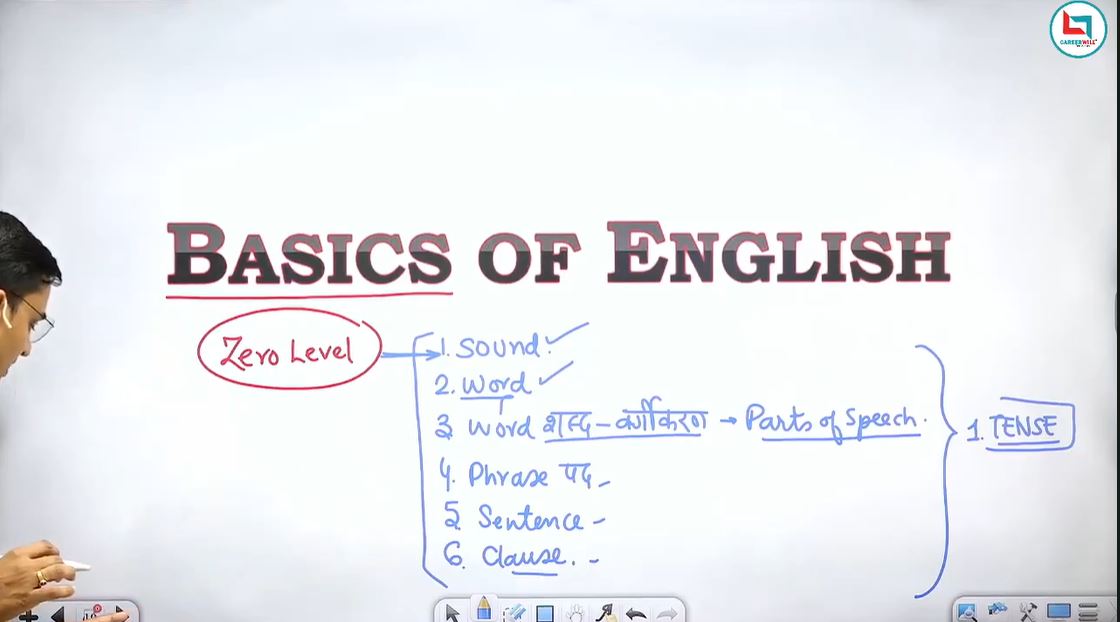 CAREERWILL
BASICS OF ENGLISH
Zero Level
1. Sound.
2. Word
3 Word शब्द - वर्गीकरण → Parts of Speech.
1. TENSE
4. Phrase पद -
5. Sentence -
6. Clause. -